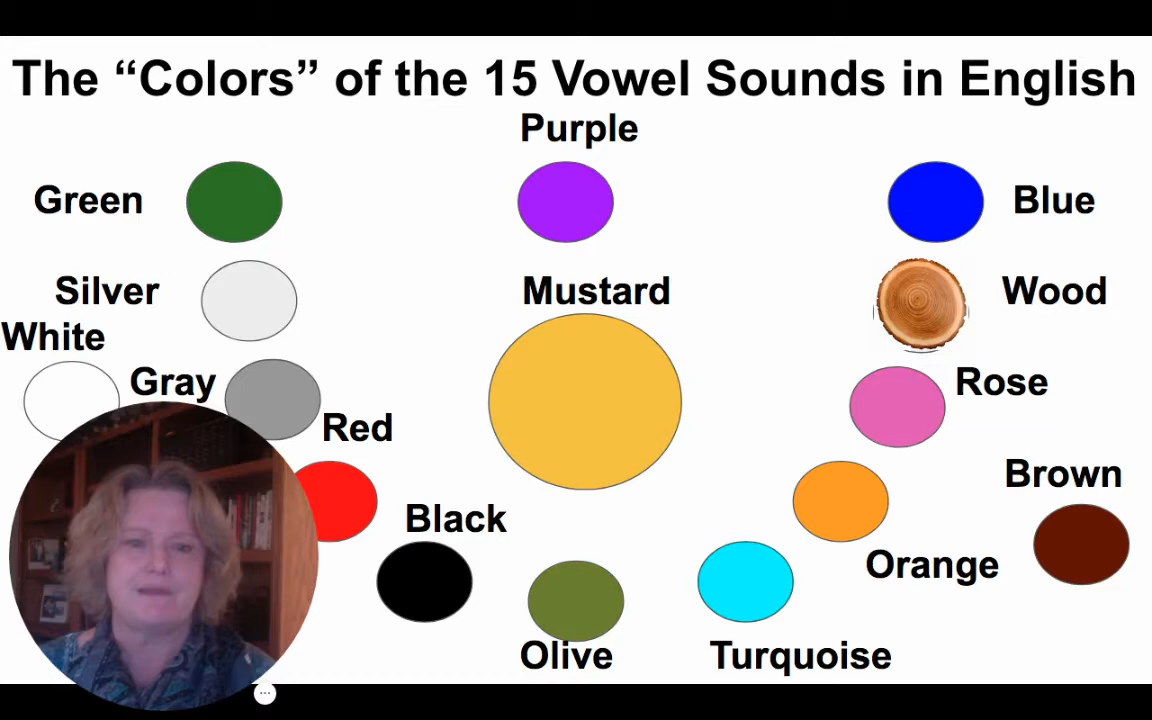 The “Colors” of the 15 Vowel Sounds in English
Purple
Green
Blue
Silver
Mustard
Wood
White
Gray
Rose
Red
Brown
Black
Orange
Olive
Turquoise